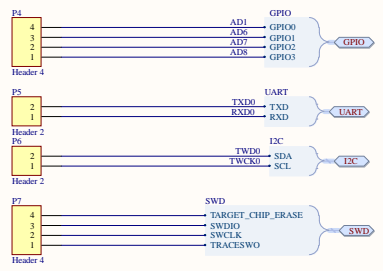 P4 GPIO
4 AD1 GPIO0
3 AD6 GPIO1 GPIO
2 AD7 GPIO2
1 AD8 GPIO3
Header 4
P5 UART
2 TXD0 TXD
1 RXD0 RXD UART
Header 2
P6 I2C
2 TWD0 SDA
1 TWCK0 SCL I2C
Header 2
P7 SWD
4 TARGET_CHIP_ERASE
3 SWDIO
2 SWCLK SWD
1 TRACESWO
Header 4